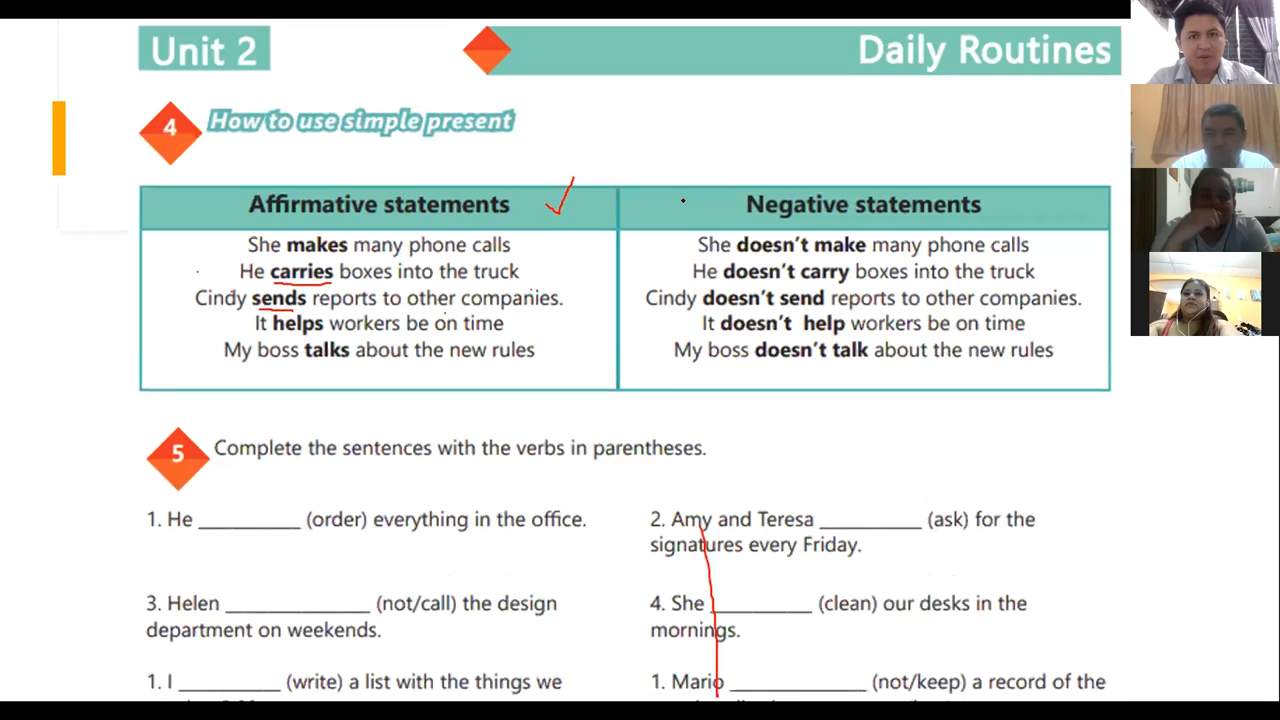 Unit 2
Daily Routines
4
How to use simple present
Affirmative statements
Negative statements
She makes many phone calls
He carries boxes into the truck
Cindy sends reports to other companies.
It helps workers be on time
My boss talks about the new rules
She doesn't make many phone calls
He doesn't carry boxes into the truck
Cindy doesn't send reports to other companies.
It doesn't help workers be on time
My boss doesn't talk about the new rules
5
Complete the sentences with the verbs in parentheses.
1. He __________ (order) everything in the office.
2. Amy and Teresa __________ (ask) for the
signatures every Friday.
3. Helen ______________ (not/call) the design
department on weekends.
4. She __________ (clean) our desks in the
mornings.
1. I __________ (write) a list with the things we
1. Mario _____________ (not/keep) a record of the